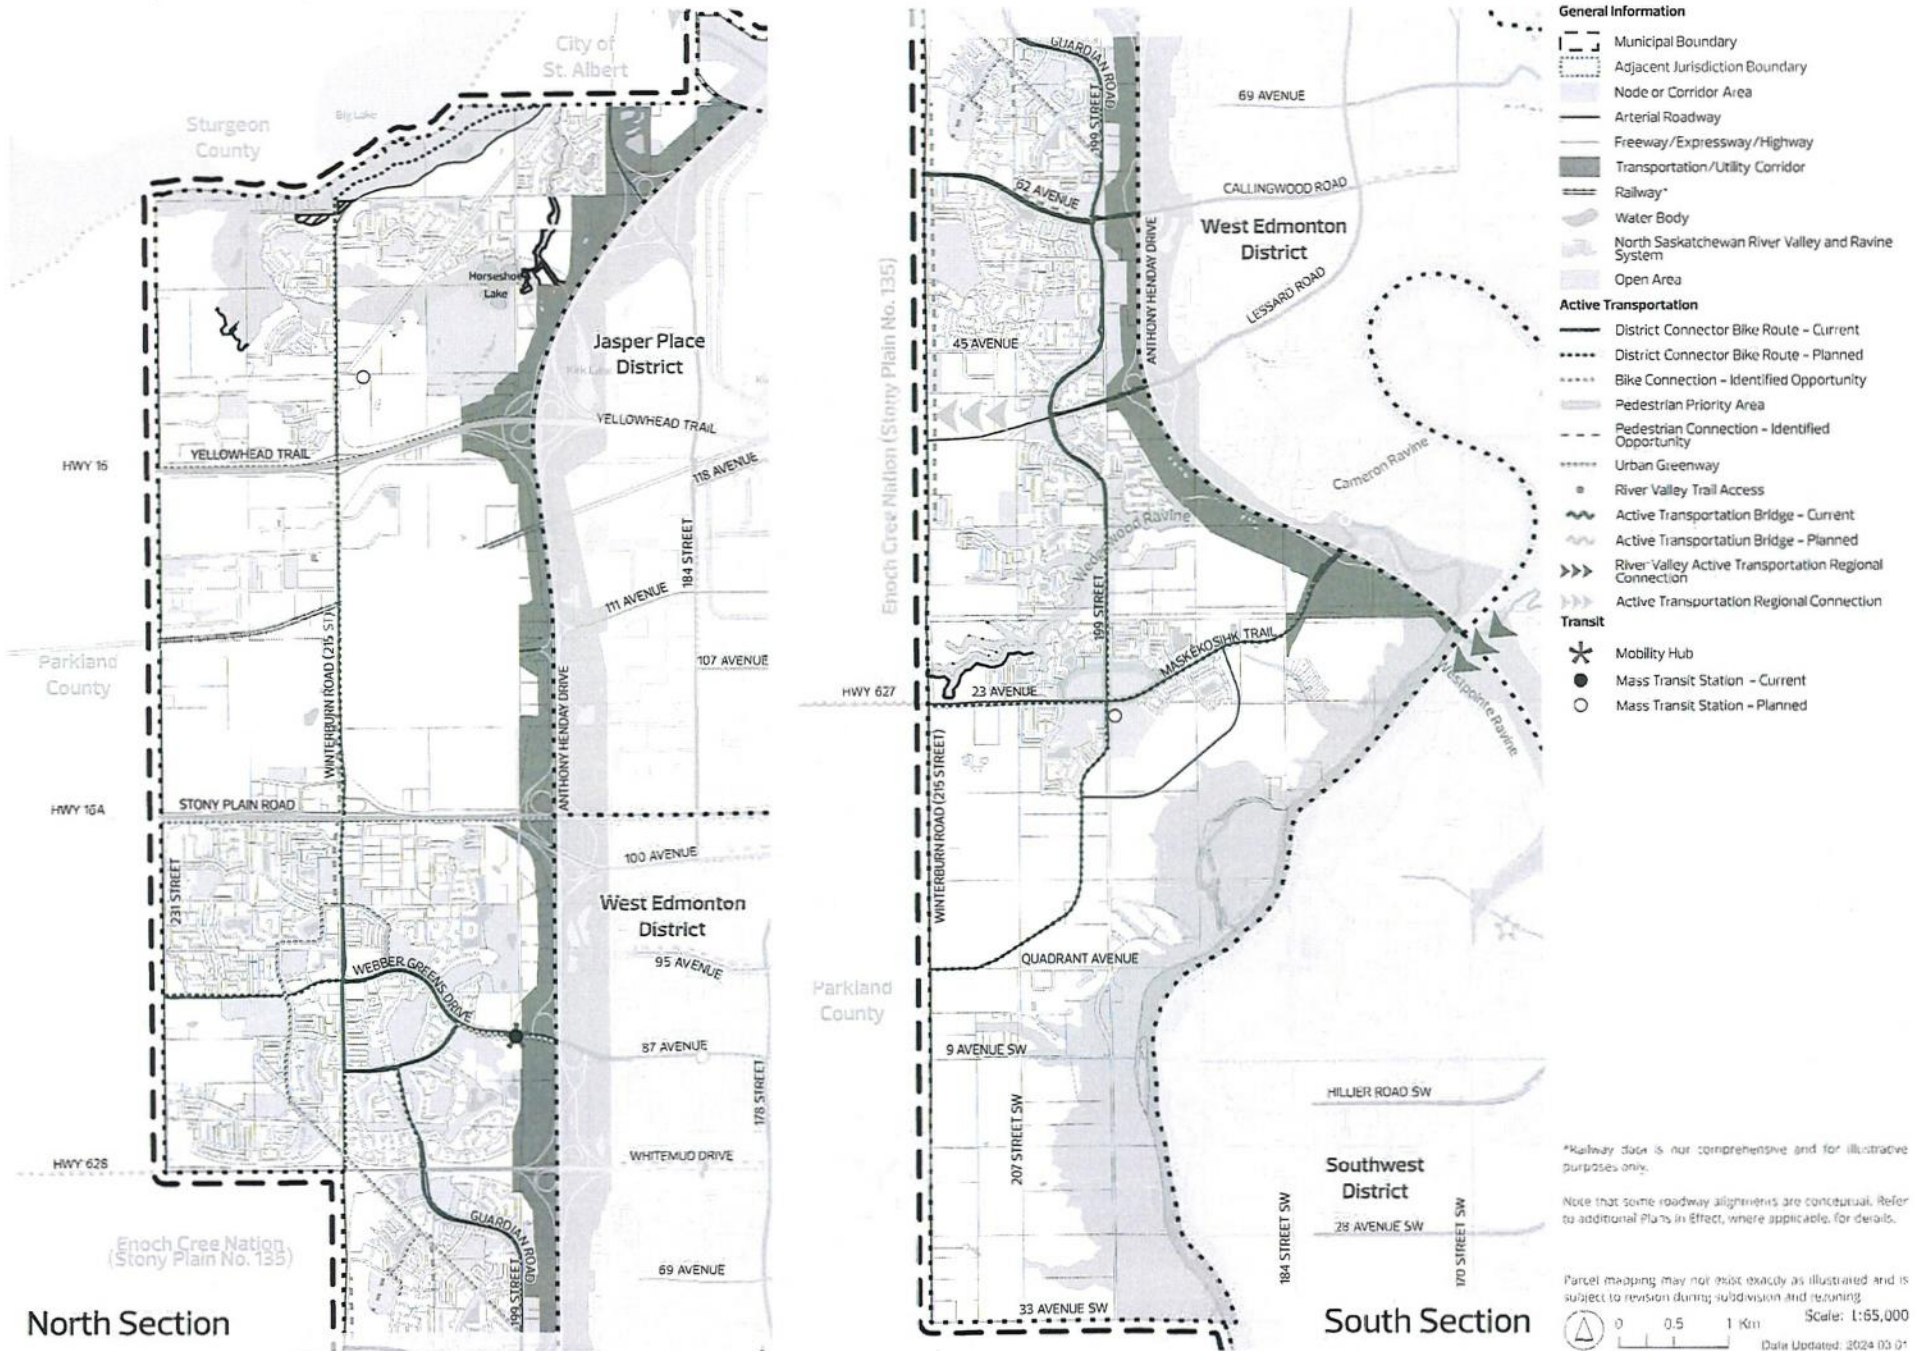 City of
St. Albert
Big Lake
Sturgeon
County
Horseshoe
Lake
Jasper Place
District
Kirk Lake
YELLOWHEAD TRAIL
YELLOWHEAD TRAIL
HWY 16
118 AVENUE
184 STREET
111 AVENUE
107 AVENUE
Parkland
County
WINTERBURN ROAD (215 ST)
ANTHONY HENDAY DRIVE
STONY PLAIN ROAD
HWY 16A
100 AVENUE
231 STREET
West Edmonton
District
95 AVENUE
WEBBER GREENS DRIVE
87 AVENUE
178 STREET
HWY 628
WHITEMUD DRIVE
GUARDIAN ROAD
Enoch Cree Nation
(Stony Plain No. 135)
69 AVENUE
199 STREET
North Section
GUARDIAN ROAD
199 STREET
69 AVENUE
62 AVENUE
CALLINGWOOD ROAD
West Edmonton
District
ANTHONY HENDAY DRIVE
LESSARD ROAD
Enoch Cree Nation (Stony Plain No. 135)
45 AVENUE
Cameron Ravine
Wedgewood Ravine
199 STREET
MASKEKOSIHK TRAIL
HWY 627
23 AVENUE
Westpointe Ravine
WINTERBURN ROAD (215 STREET)
QUADRANT AVENUE
Parkland
County
9 AVENUE SW
207 STREET SW
HILLIER ROAD SW
Southwest
District
184 STREET SW
28 AVENUE SW
170 STREET SW
33 AVENUE SW
South Section
General Information
Municipal Boundary
Adjacent Jurisdiction Boundary
Node or Corridor Area
Arterial Roadway
Freeway/Expressway/Highway
Transportation/Utility Corridor
Railway*
Water Body
North Saskatchewan River Valley and Ravine
System
Open Area
Active Transportation
District Connector Bike Route - Current
District Connector Bike Route - Planned
Bike Connection - Identified Opportunity
Pedestrian Priority Area
Pedestrian Connection - Identified
Opportunity
Urban Greenway
River Valley Trail Access
Active Transportation Bridge - Current
Active Transportation Bridge - Planned
River Valley Active Transportation Regional
Connection
Active Transportation Regional Connection
Transit
Mobility Hub
Mass Transit Station - Current
Mass Transit Station - Planned
*Railway data is not comprehensive and for illustrative
purposes only.
Note that some roadway alignments are conceptual. Refer
to additional Plans in Effect, where applicable, for details.
Parcel mapping may not exist exactly as illustrated and is
subject to revision during subdivision and rezoning
Scale: 1:65,000
0 0.5 1 Km
Date Updated: 2024 03 01